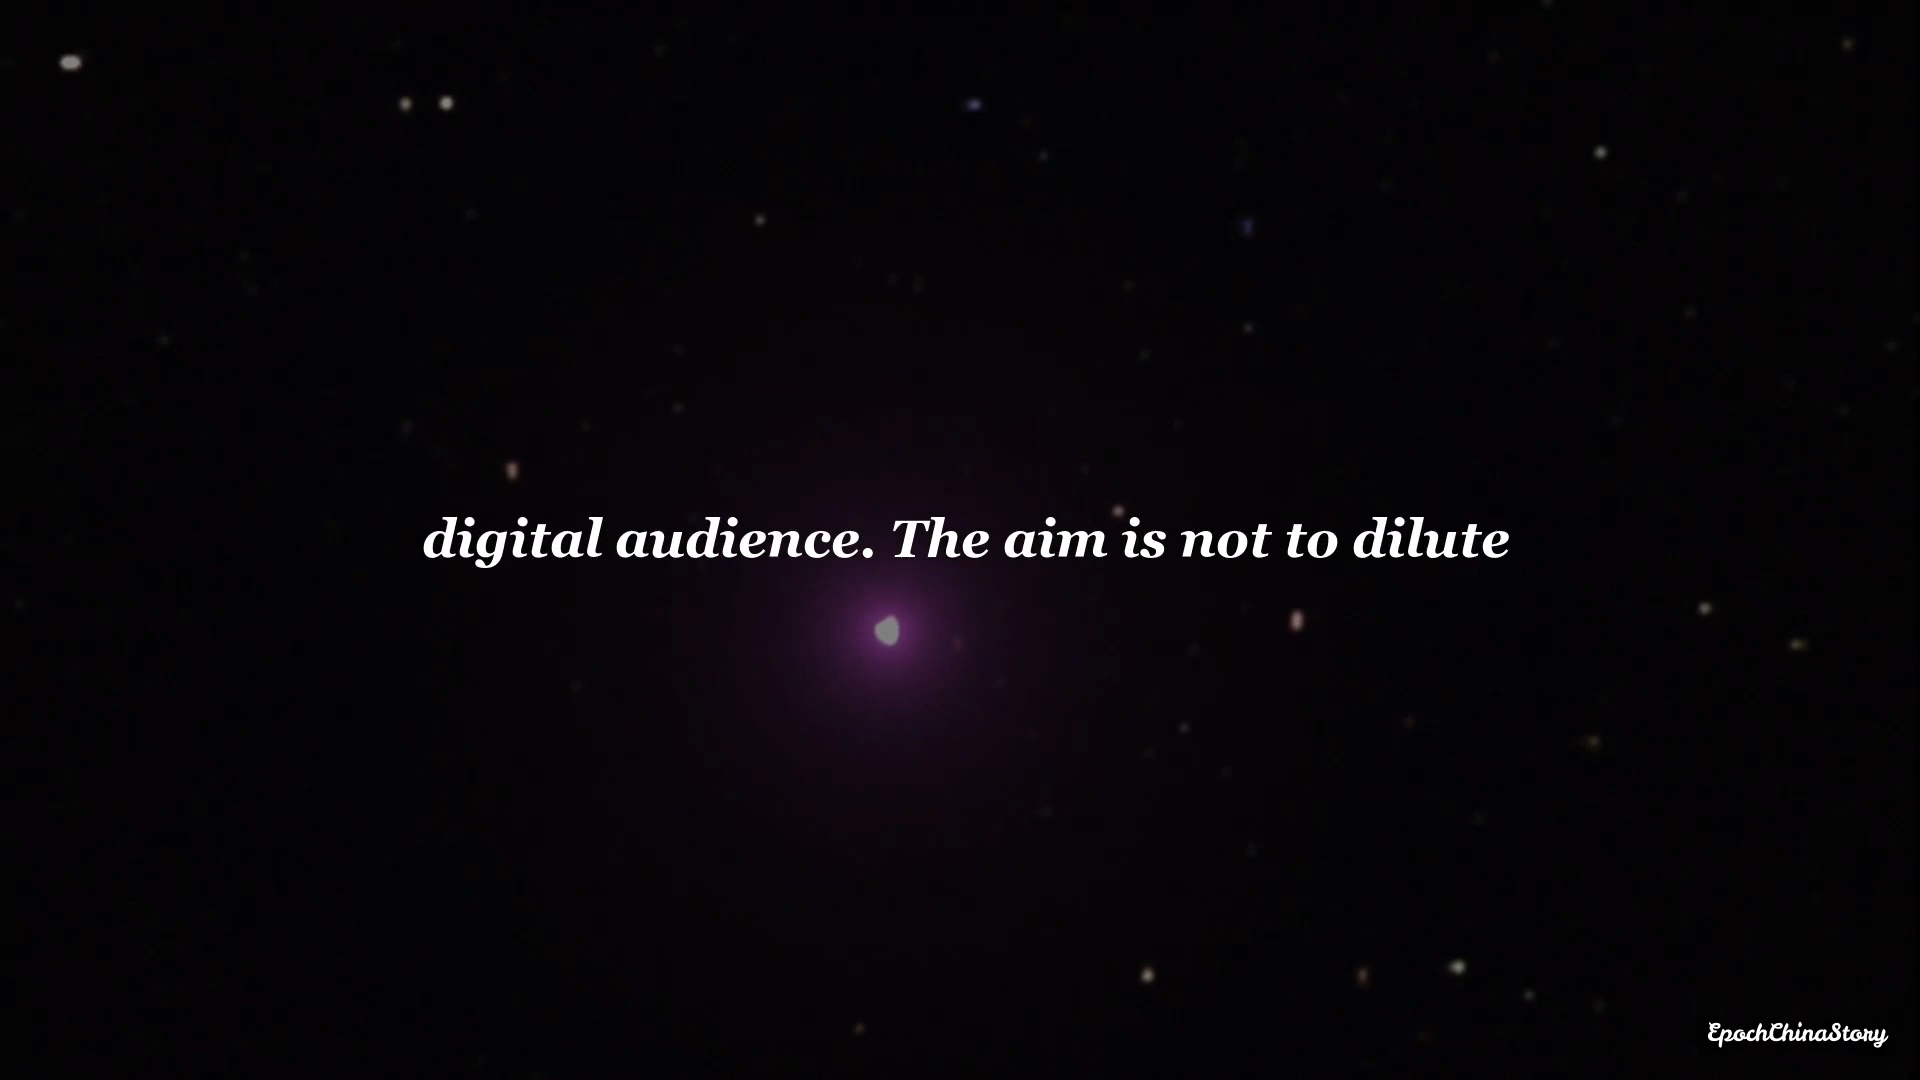 digital audience. The aim is not to dilute
EpochChinaStory